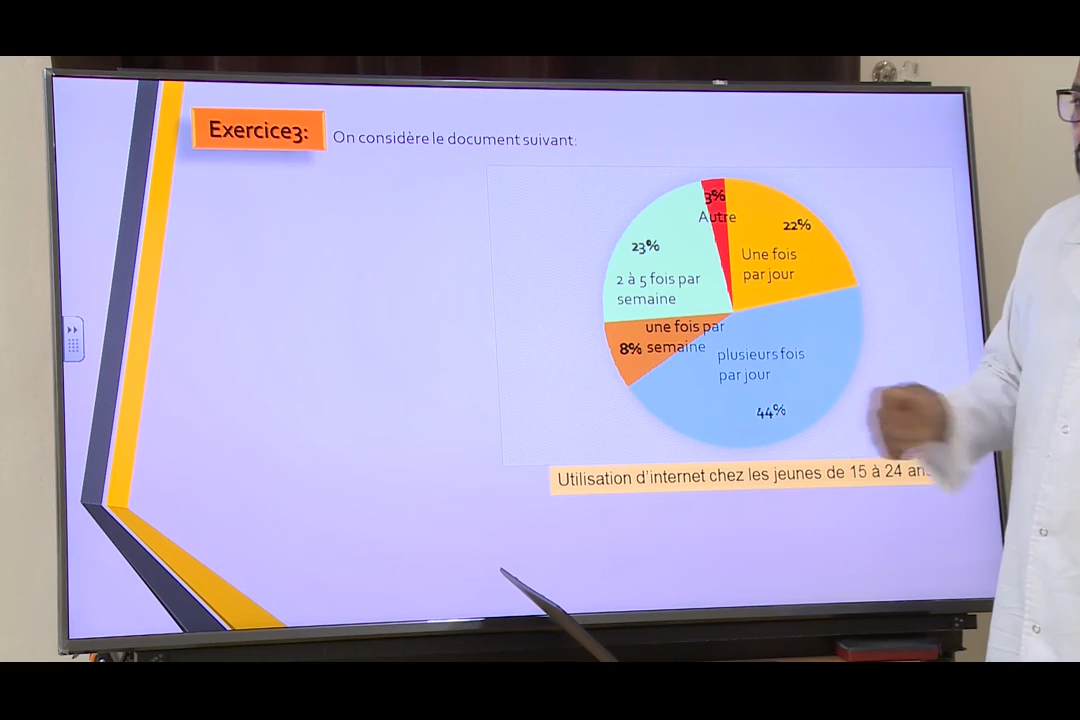 Exercice3:
On considère le document suivant:
3%
Autre
22%
Une fois
par jour
23%
2 à 5 fois par
semaine
une fois par
8% semaine
plusieurs fois
par jour
44%
Utilisation d'internet chez les jeunes de 15 à 24